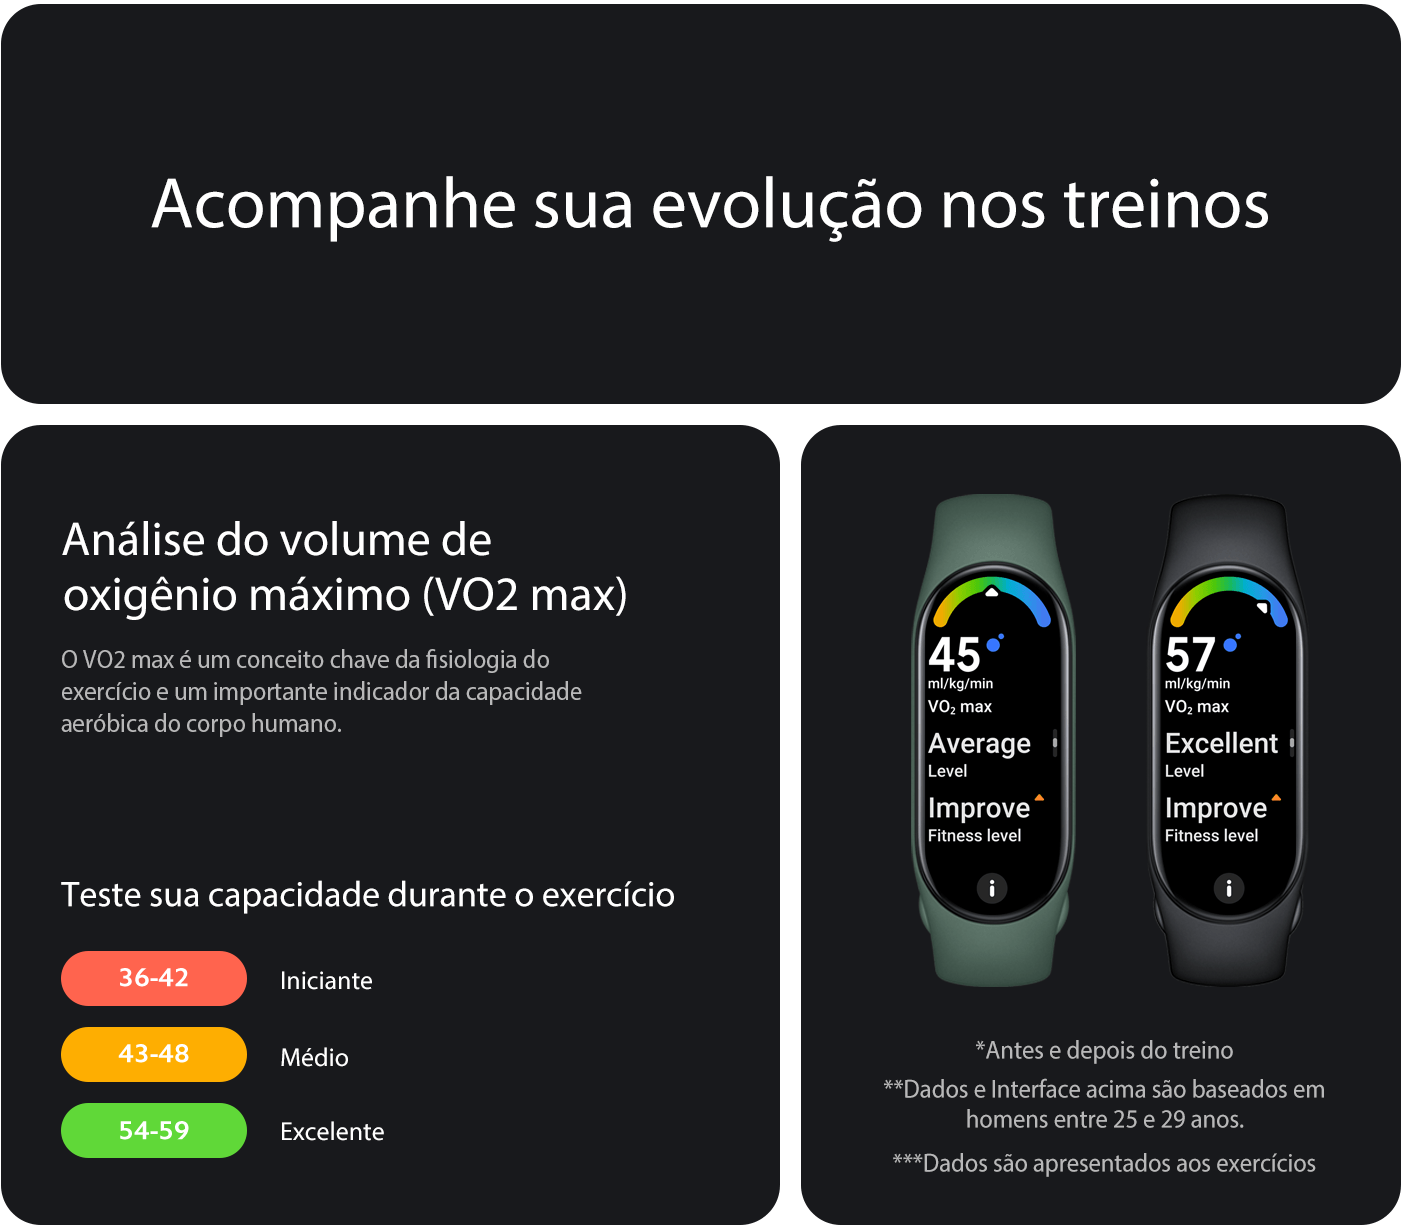 Acompanhe sua evolução nos treinos
Análise do volume de
oxigênio máximo (VO2 max)
O VO2 max é um conceito chave da fisiologia do
exercício e um importante indicador da capacidade
aeróbica do corpo humano.
Teste sua capacidade durante o exercício
36-42 Iniciante
43-48 Médio
54-59 Excelente
45
ml/kg/min
VO₂ max
Average
Level
Improve
Fitness level
57
ml/kg/min
VO₂ max
Excellent
Level
Improve
Fitness level
*Antes e depois do treino
**Dados e Interface acima são baseados em
homens entre 25 e 29 anos.
***Dados são apresentados aos exercícios